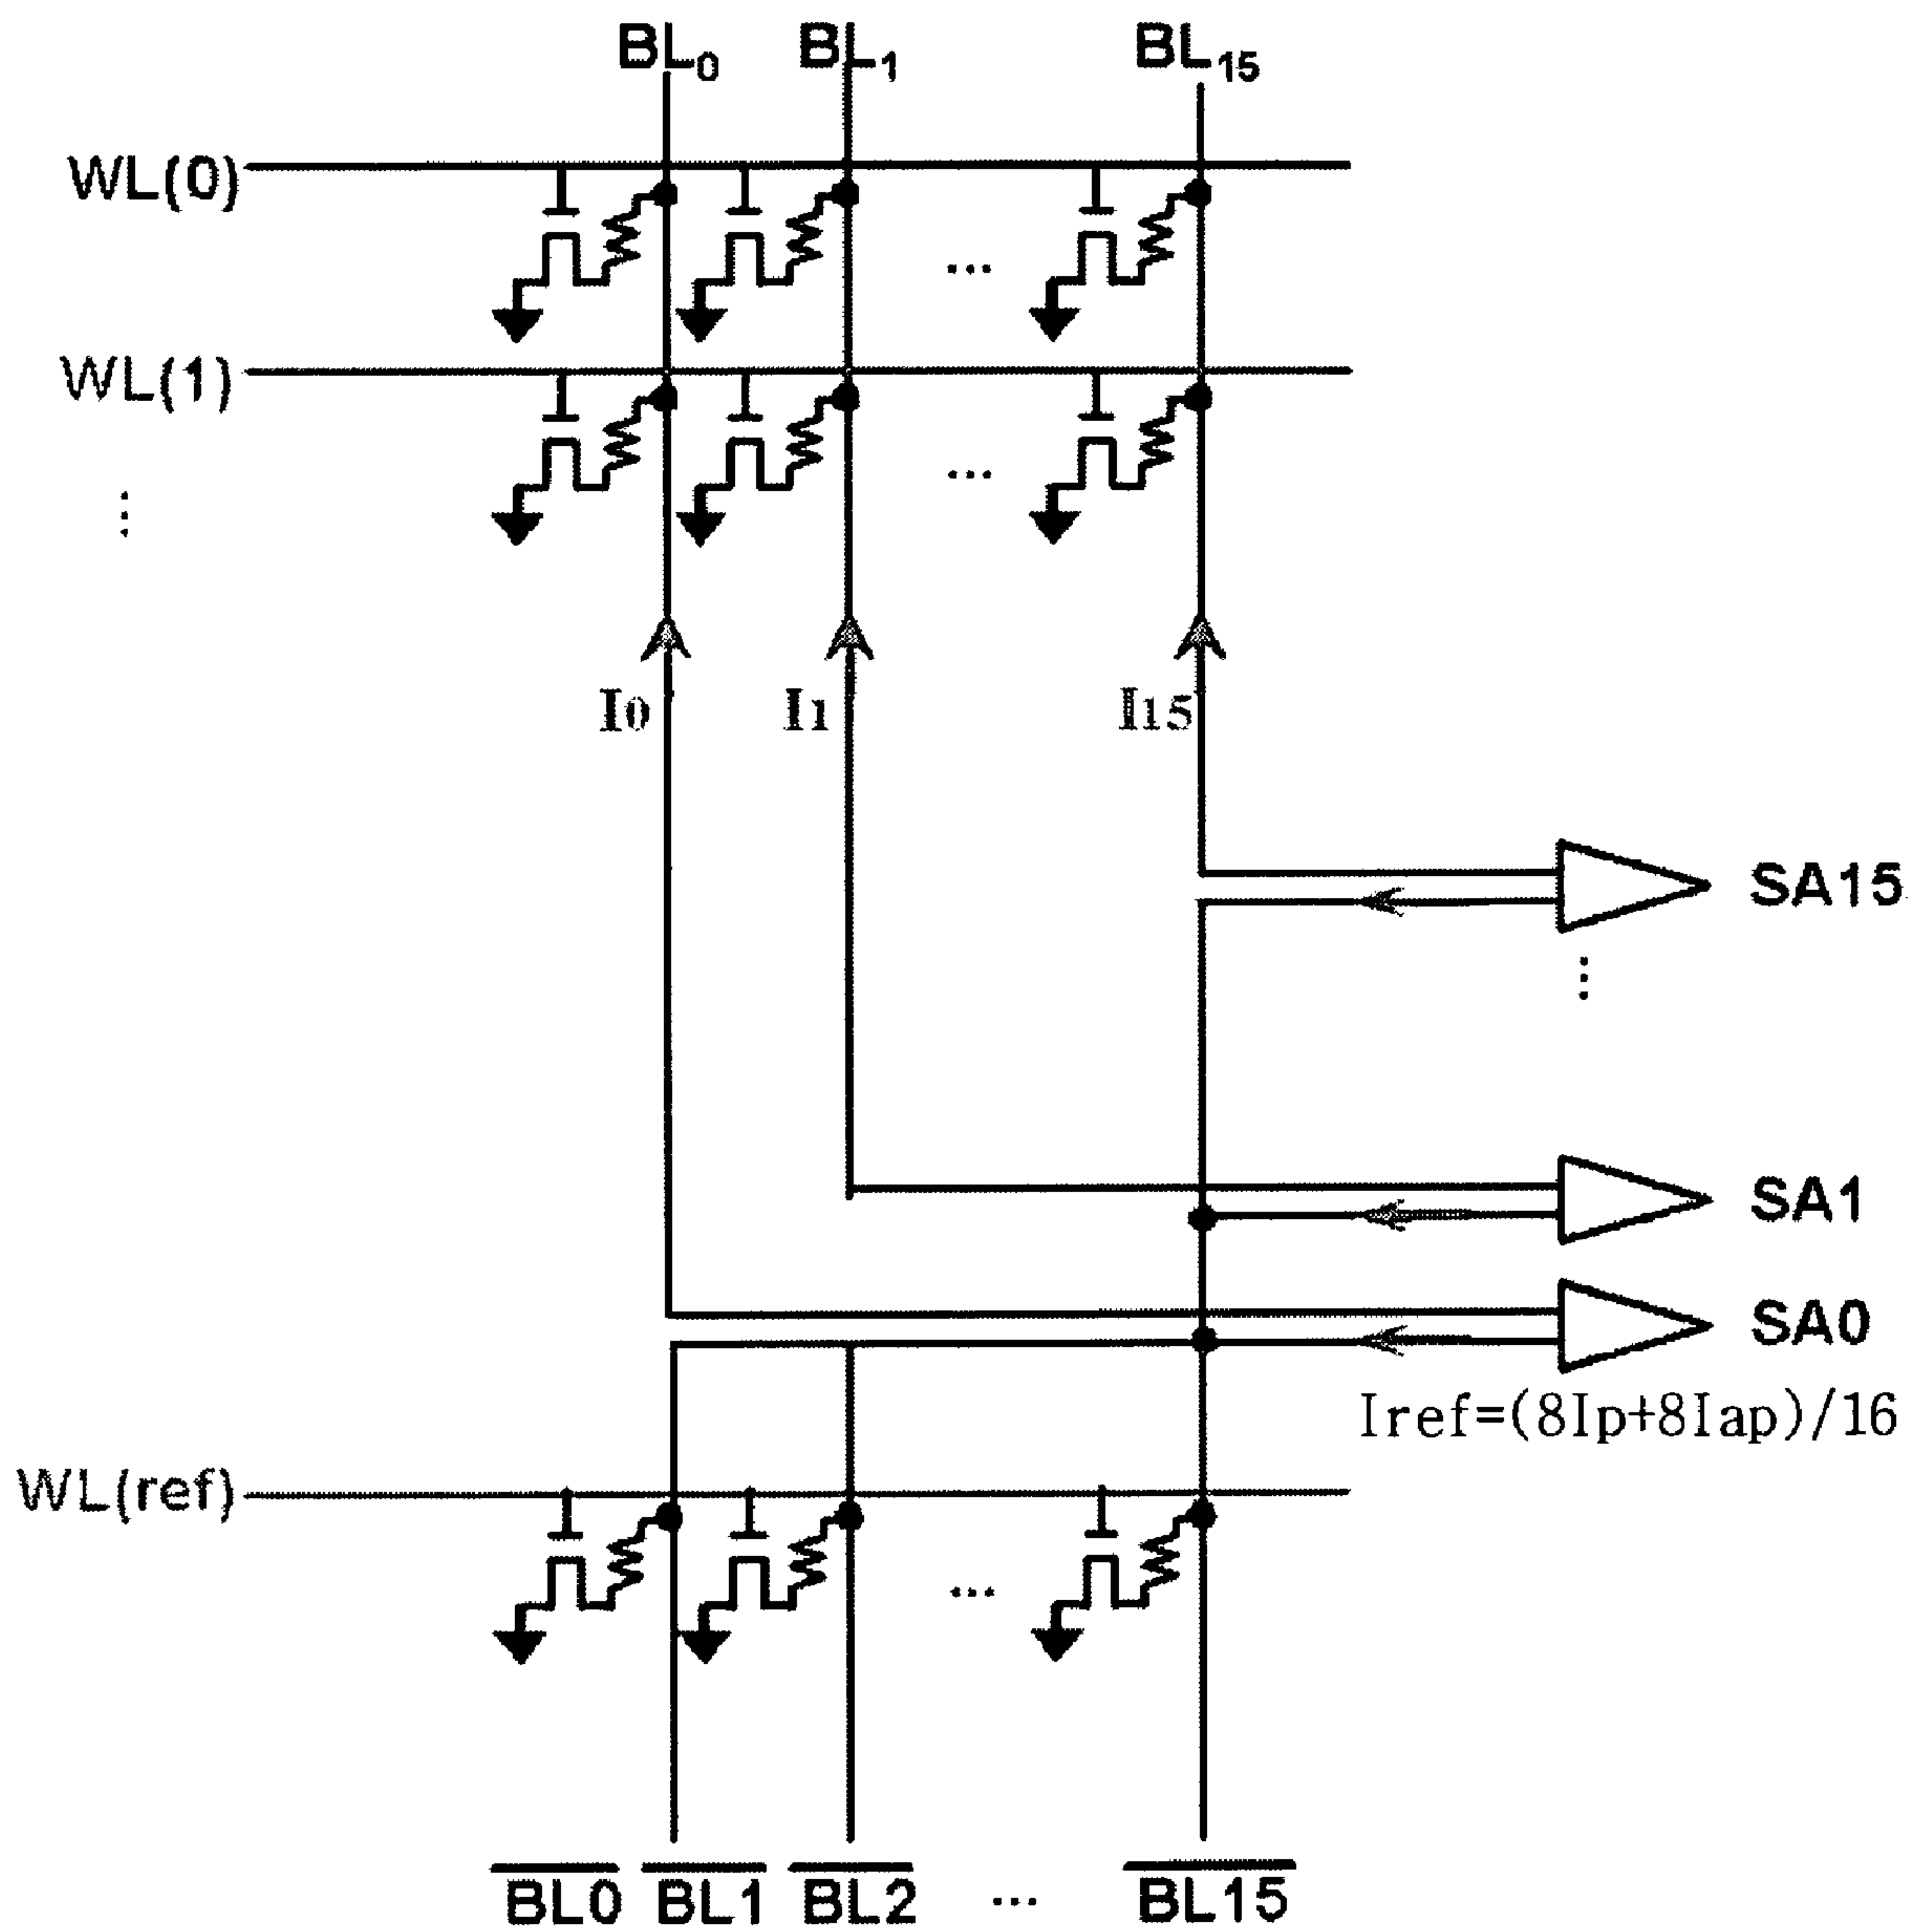 BL0 BL1 BL15
WL(0)
...
WL(1)
...
I0 I1 I15
SA15
SA1
SA0
Iref=(8Ip+8Iap)/16
WL(ref)
...
BL0 BL1 BL2 ... BL15